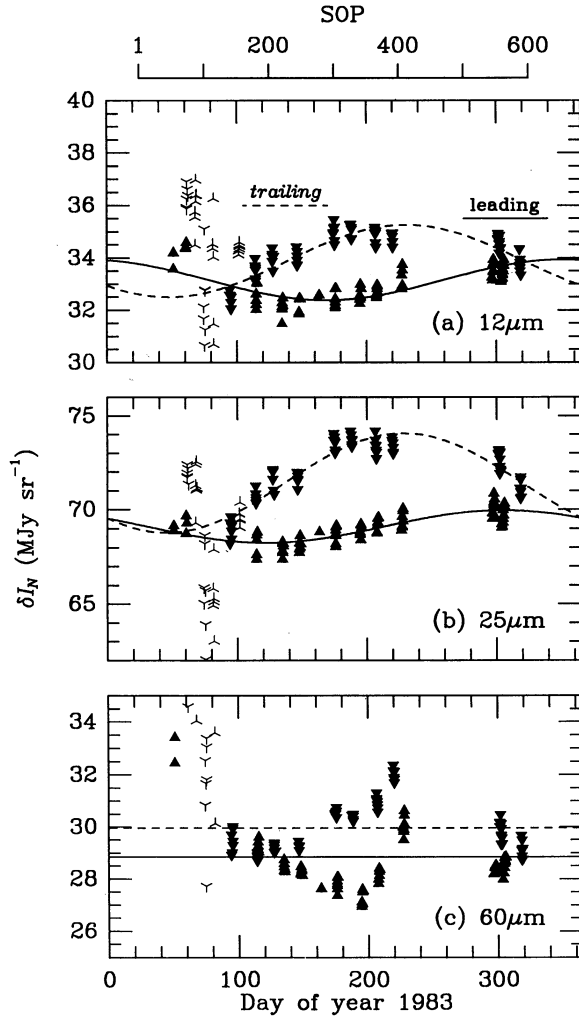 SOP
1 200 400 600
40
38
36
34
32
30
trailing
leading
(a) 12μm
75
70
65
(b) 25μm
δI_N (MJy sr⁻¹)
34
32
30
28
26
(c) 60μm
0 100 200 300
Day of year 1983